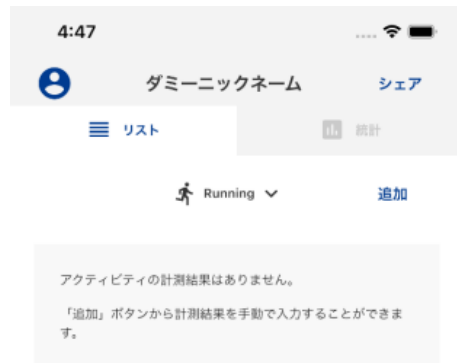 4:47
ダミーニックネーム
シェア
リスト
統計
Running
追加
アクティビティの計測結果はありません。
「追加」ボタンから計測結果を手動で入力することができま
す。